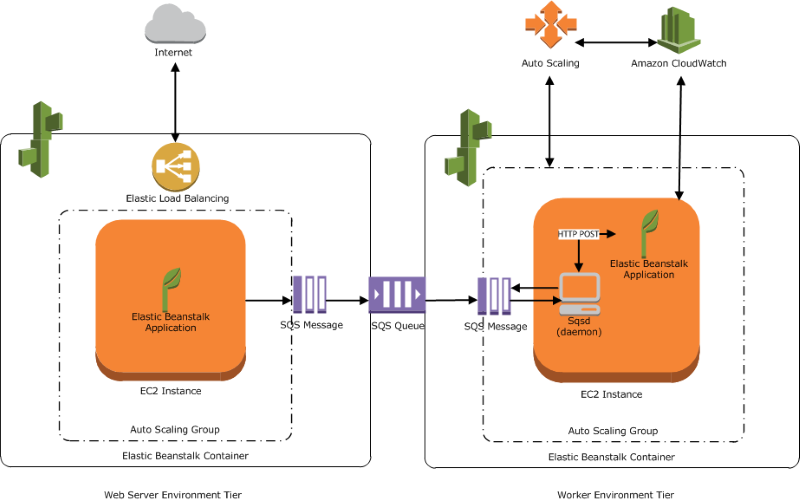 Internet
Auto Scaling
Amazon CloudWatch
Elastic Load Balancing
HTTP POST
Elastic Beanstalk
Application
Elastic Beanstalk
Application
SQS Message
SQS Queue
SQS Message
Sqsd
(daemon)
EC2 Instance
EC2 Instance
Auto Scaling Group
Auto Scaling Group
Elastic Beanstalk Container
Elastic Beanstalk Container
Web Server Environment Tier
Worker Environment Tier